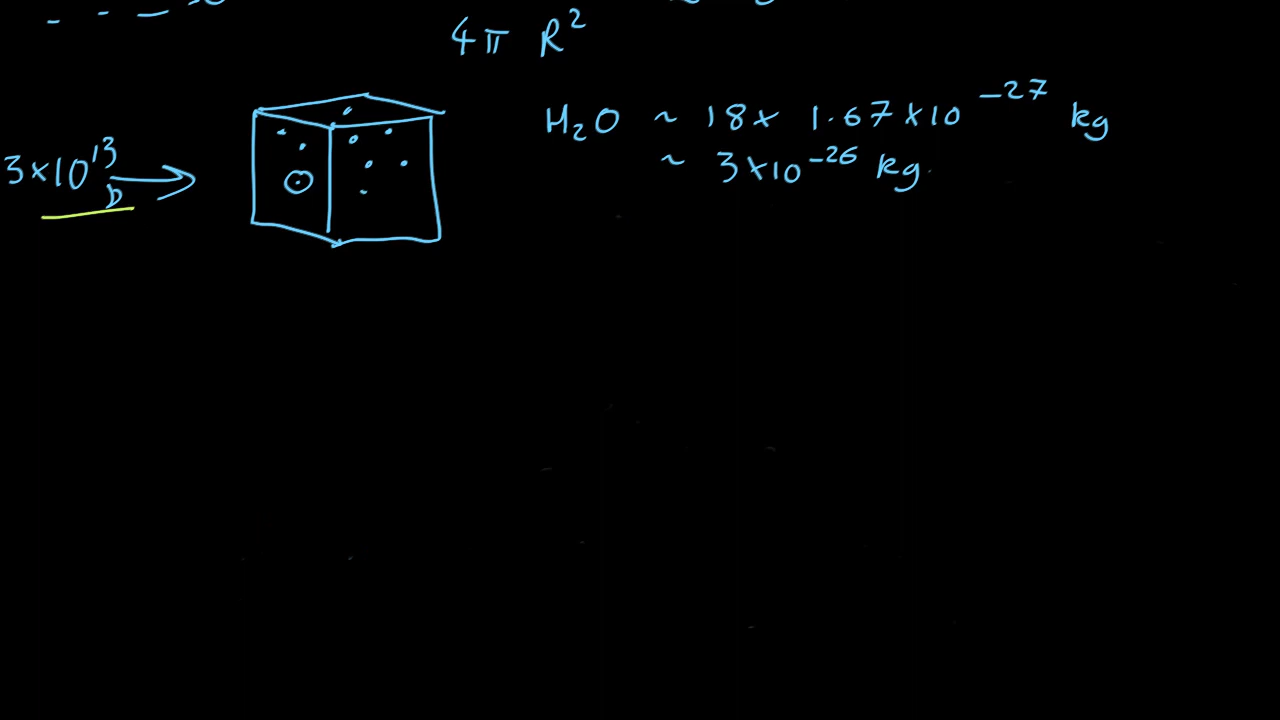 4π R²
H₂O ~ 18 × 1.67 × 10⁻²⁷ kg
3×10¹³
~ 3×10⁻²⁶ kg.